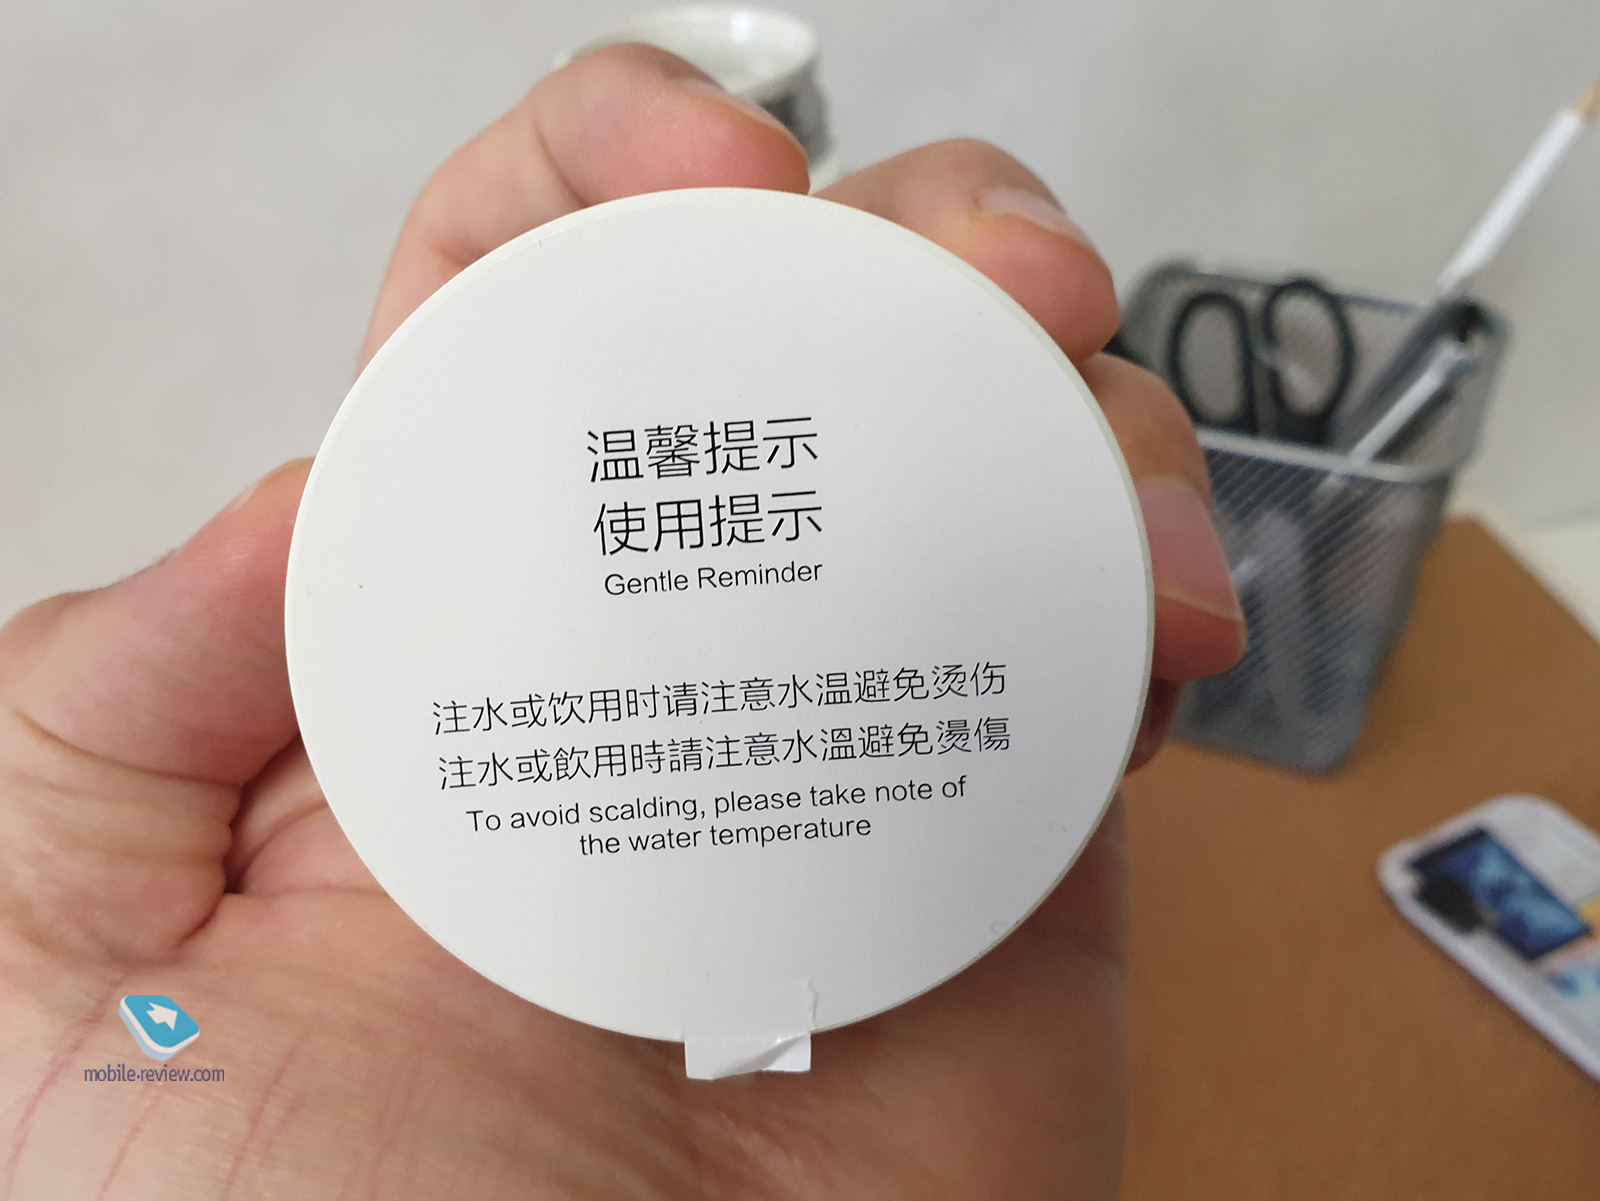 温馨提示
使用提示
Gentle Reminder
注水或饮用时请注意水温避免烫伤
注水或飲用時請注意水溫避免燙傷
To avoid scalding, please take note of
the water temperature
mobile-review.com